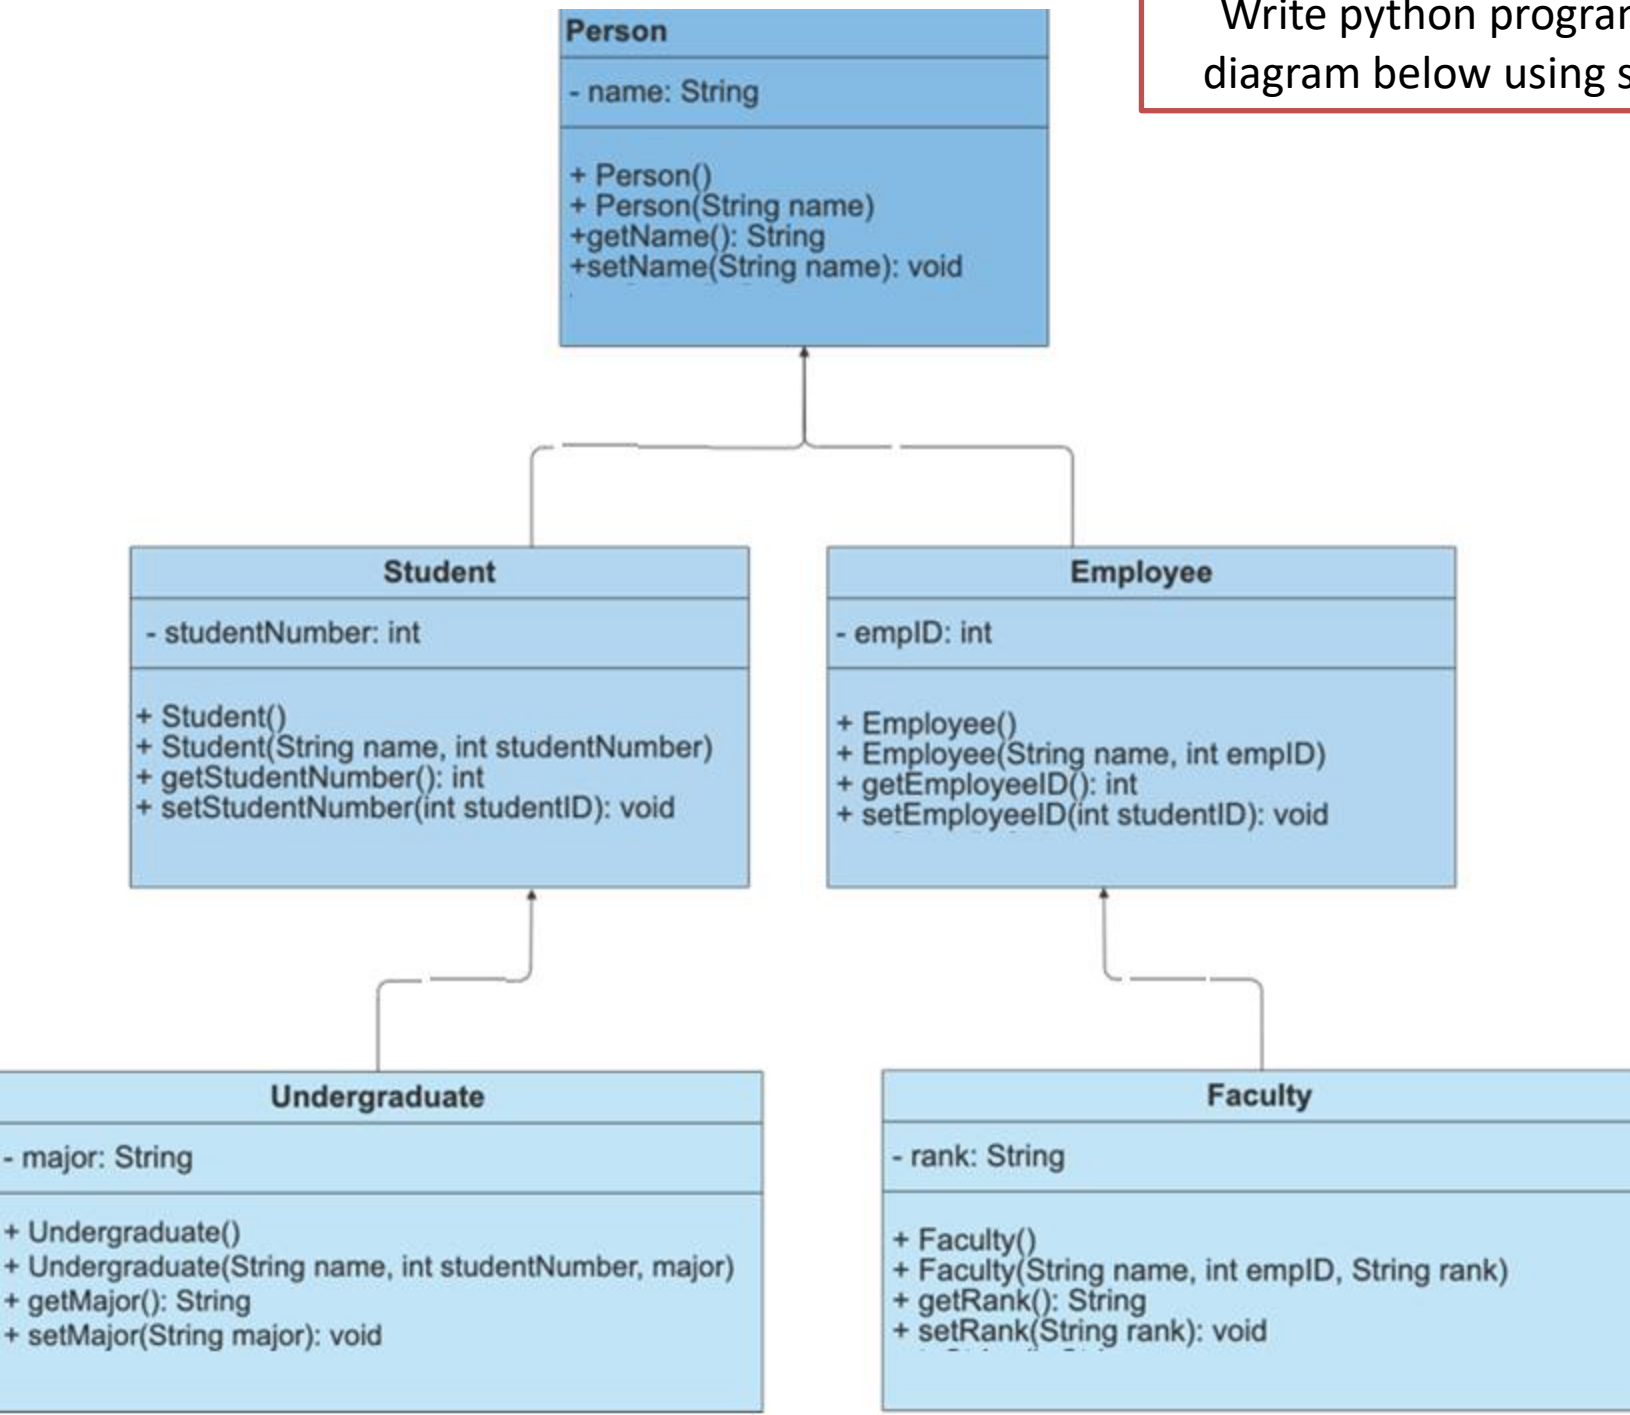 Write python
diagram below using
Person
- name: String
+ Person()
+ Person(String name)
+getName(): String
+setName(String name): void
Student
- studentNumber: int
+ Student()
+ Student(String name, int studentNumber)
+ getStudentNumber(): int
+ setStudentNumber(int studentID): void
Employee
- empID: int
+ Employee()
+ Employee(String name, int empID)
+ getEmployeeID(): int
+ setEmployeeID(int studentID): void
Undergraduate
- major: String
+ Undergraduate()
+ Undergraduate(String name, int studentNumber, major)
+ getMajor(): String
+ setMajor(String major): void
Faculty
- rank: String
+ Faculty()
+ Faculty(String name, int empID, String rank)
+ getRank(): String
+ setRank(String rank): void